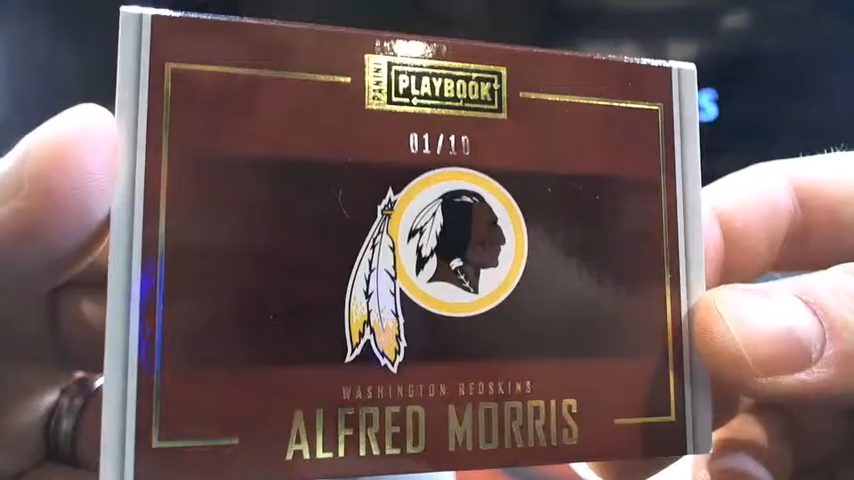 PANINI PLAYBOOK
01/10
WASHINGTON REDSKINS
ALFRED MORRIS